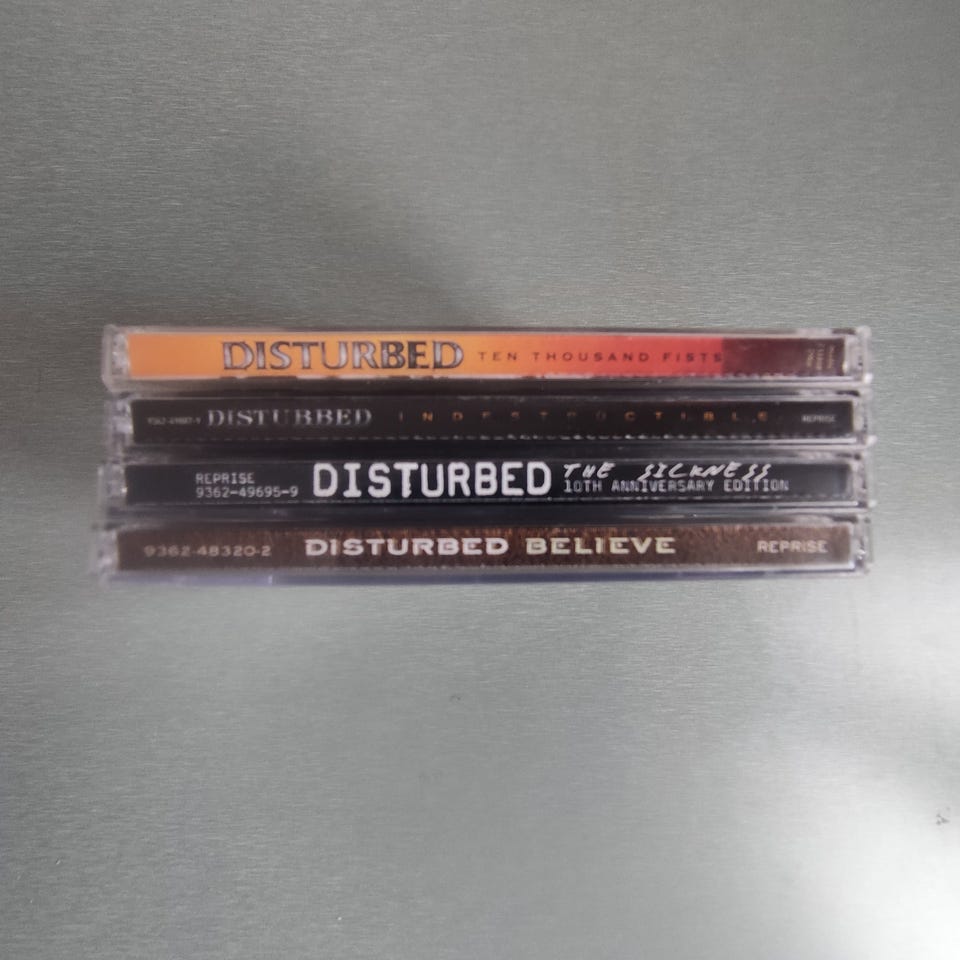 DISTURBED TEN THOUSAND FISTS
DISTURBED INDESTRUCTIBLE REPRISE
REPRISE
9362-49695-9
DISTURBED THE SICKNESS
10TH ANNIVERSARY EDITION
9362-48320-2 DISTURBED BELIEVE REPRISE